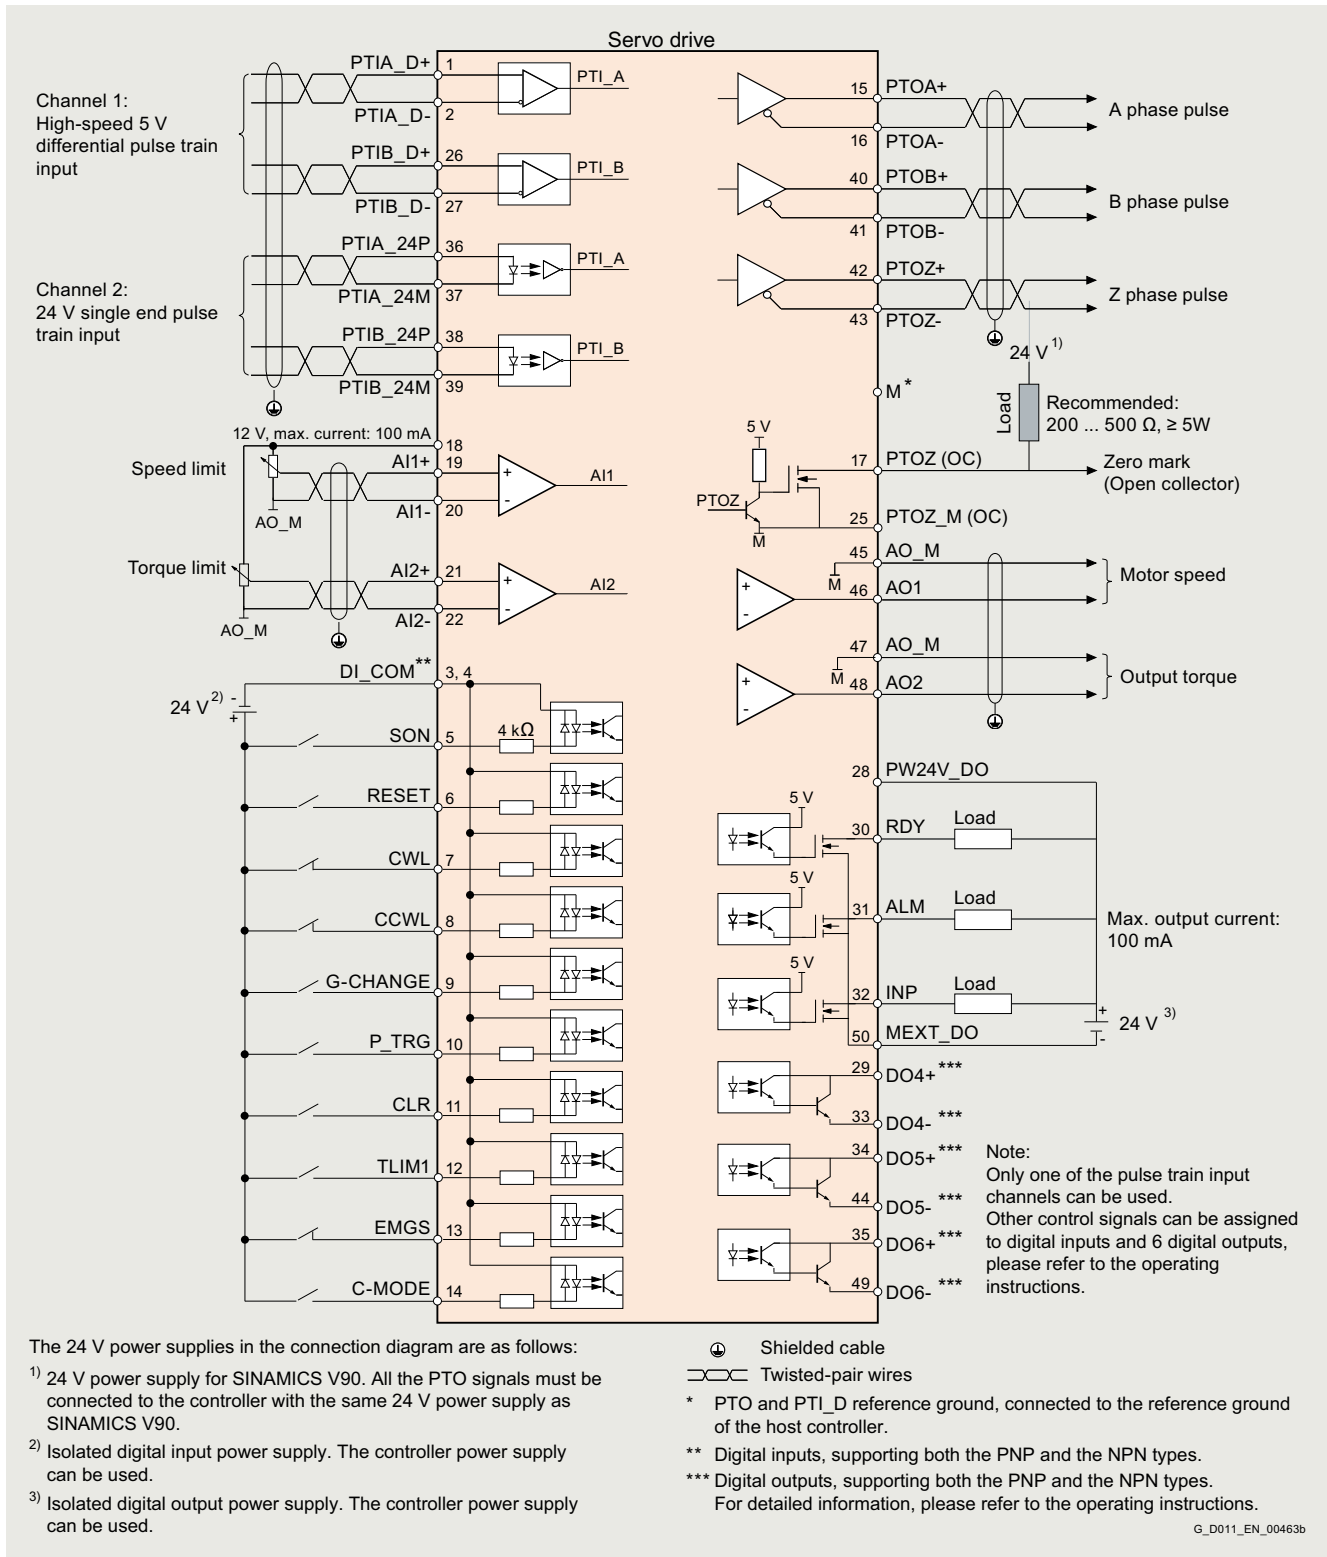 Servo drive
Channel 1:
High-speed 5 V
differential pulse train
input
PTIA_D+
1
PTI_A
PTIA_D-
2
PTIB_D+
26
PTI_B
PTIB_D-
27
Channel 2:
24 V single end pulse
train input
PTIA_24P
36
PTI_A
PTIA_24M
37
PTIB_24P
38
PTI_B
PTIB_24M
39
12 V, max. current: 100 mA
18
Speed limit
AI1+
19
+
-
AI1
AI1-
20
AO_M
Torque limit
AI2+
21
+
-
AI2
AI2-
22
AO_M
DI_COM**
3, 4
24 V 2)
-
+
SON
5
4 kΩ
RESET
6
CWL
7
CCWL
8
G-CHANGE
9
P_TRG
10
CLR
11
TLIM1
12
EMGS
13
C-MODE
14
15
PTOA+
A phase pulse
16
PTOA-
40
PTOB+
B phase pulse
41
PTOB-
42
PTOZ+
Z phase pulse
43
PTOZ-
24 V 1)
M*
Load
Recommended:
200 ... 500 Ω, ≥ 5W
5 V
17
PTOZ (OC)
Zero mark
(Open collector)
PTOZ
M
25
PTOZ_M (OC)
45
AO_M
M
Motor speed
46
AO1
+
-
47
AO_M
M
Output torque
48
AO2
+
-
28
PW24V_DO
5 V
30
RDY
Load
5 V
31
ALM
Load
Max. output current:
100 mA
5 V
32
INP
Load
+
24 V 3)
-
50
MEXT_DO
29
DO4+***
33
DO4- ***
34
DO5+***
44
DO5- ***
35
DO6+***
49
DO6- ***
Note:
Only one of the pulse train input
channels can be used.
Other control signals can be assigned
to digital inputs and 6 digital outputs,
please refer to the operating
instructions.
The 24 V power supplies in the connection diagram are as follows:
1) 24 V power supply for SINAMICS V90. All the PTO signals must be
connected to the controller with the same 24 V power supply as
SINAMICS V90.
2) Isolated digital input power supply. The controller power supply
can be used.
3) Isolated digital output power supply. The controller power supply
can be used.
Shielded cable
Twisted-pair wires
* PTO and PTI_D reference ground, connected to the reference ground
of the host controller.
** Digital inputs, supporting both the PNP and the NPN types.
*** Digital outputs, supporting both the PNP and the NPN types.
For detailed information, please refer to the operating instructions.
G_D011_EN_00463b